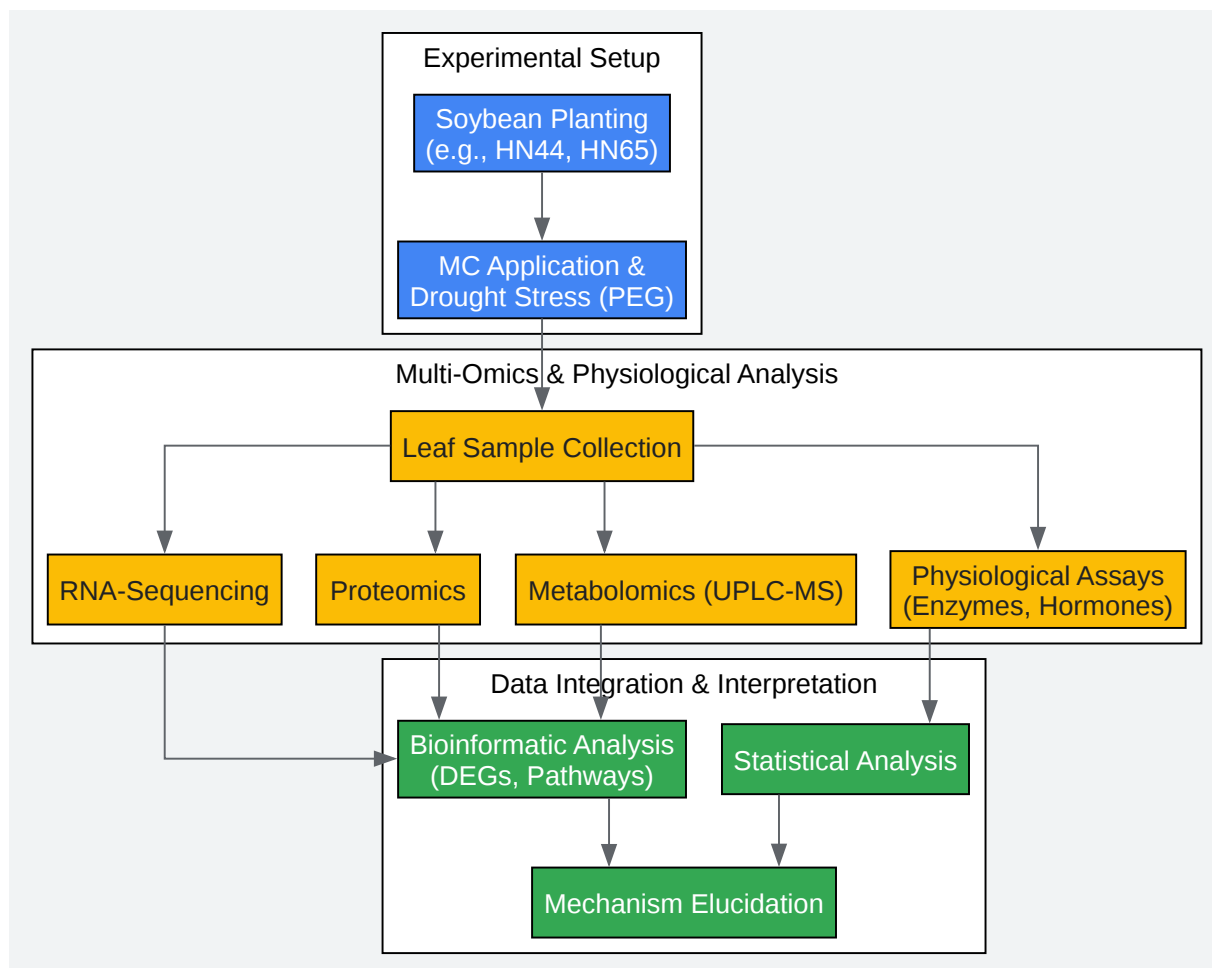 Experimental Setup
Soybean Planting
(e.g., HN44, HN65)
MC Application &
Drought Stress (PEG)
Multi-Omics & Physiological Analysis
Leaf Sample Collection
RNA-Sequencing
Proteomics
Metabolomics (UPLC-MS)
Physiological Assays
(Enzymes, Hormones)
Data Integration & Interpretation
Bioinformatic Analysis
(DEGs, Pathways)
Statistical Analysis
Mechanism Elucidation